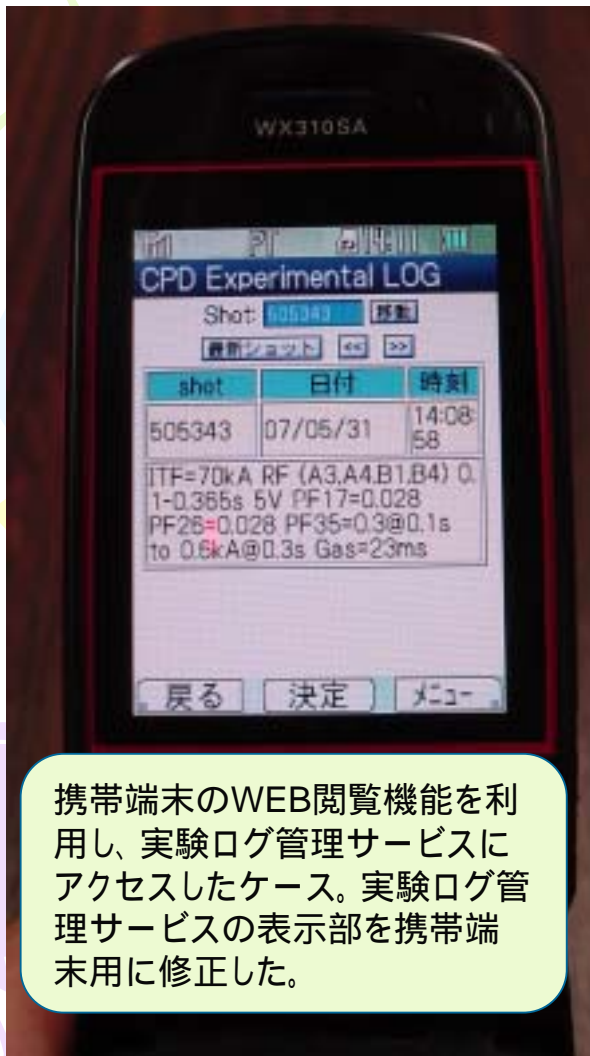 WX310SA
CPD Experimental LOG
Shot: 505343 移動
最新ショット << >>
shot 日付 時刻
505343 07/05/31 14:08:
58
ITF=70kA RF (A3,A4,B1,B4) 0.
1-0.365s 5V PF17=0.028
PF26=0.028 PF35=0.3@0.1s
to 0.6kA@0.3s Gas=23ms
戻る 決定 メニュー
携帯端末のWEB閲覧機能を利
用し、実験ログ管理サービスに
アクセスしたケース。実験ログ管
理サービスの表示部を携帯端
末用に修正した。